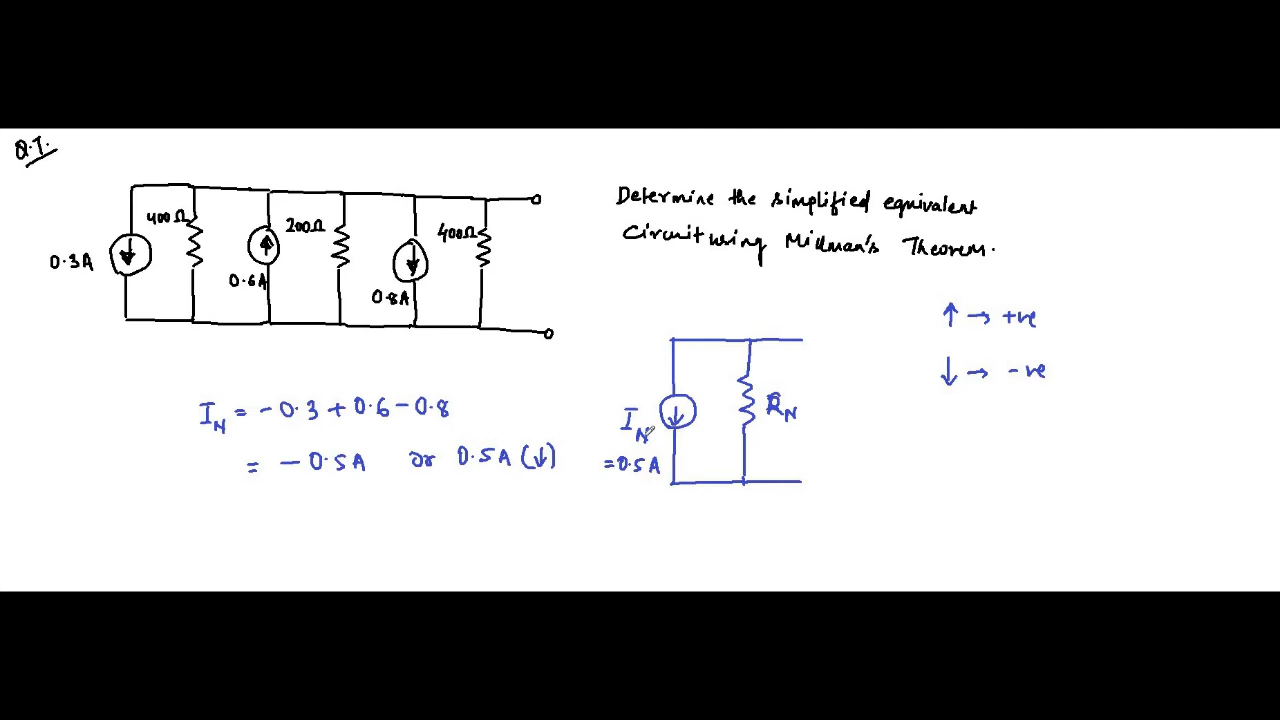 Q.1.
400Ω
200Ω
400Ω
0.3A
0.6A
0.8A
Determine the simplified equivalent
Circuit using Millman's Theorem.
↑ → +ve
↓ → -ve
I_N = -0.3 + 0.6 - 0.8
= -0.5A or 0.5A (↓)
I_N
= 0.5A
R_N